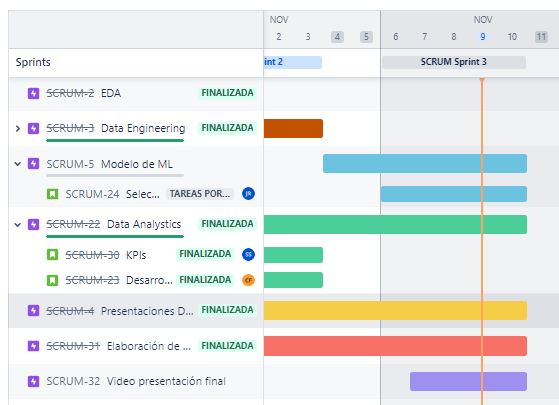 NOV NOV
2 3 4 5 6 7 8 9 10 11
Sprints int 2 SCRUM Sprint 3
SCRUM-2 EDA FINALIZADA
SCRUM-3 Data Engineering FINALIZADA
SCRUM-5 Modelo de ML
SCRUM-24 Selec... TAREAS POR... JR
SCRUM-22 Data Analystics FINALIZADA
SCRUM-30 KPIs FINALIZADA SS
SCRUM-23 Desarro... FINALIZADA CF
SCRUM-4 Presentaciones D... FINALIZADA
SCRUM-31 Elaboración de ... FINALIZADA
SCRUM-32 Video presentación final